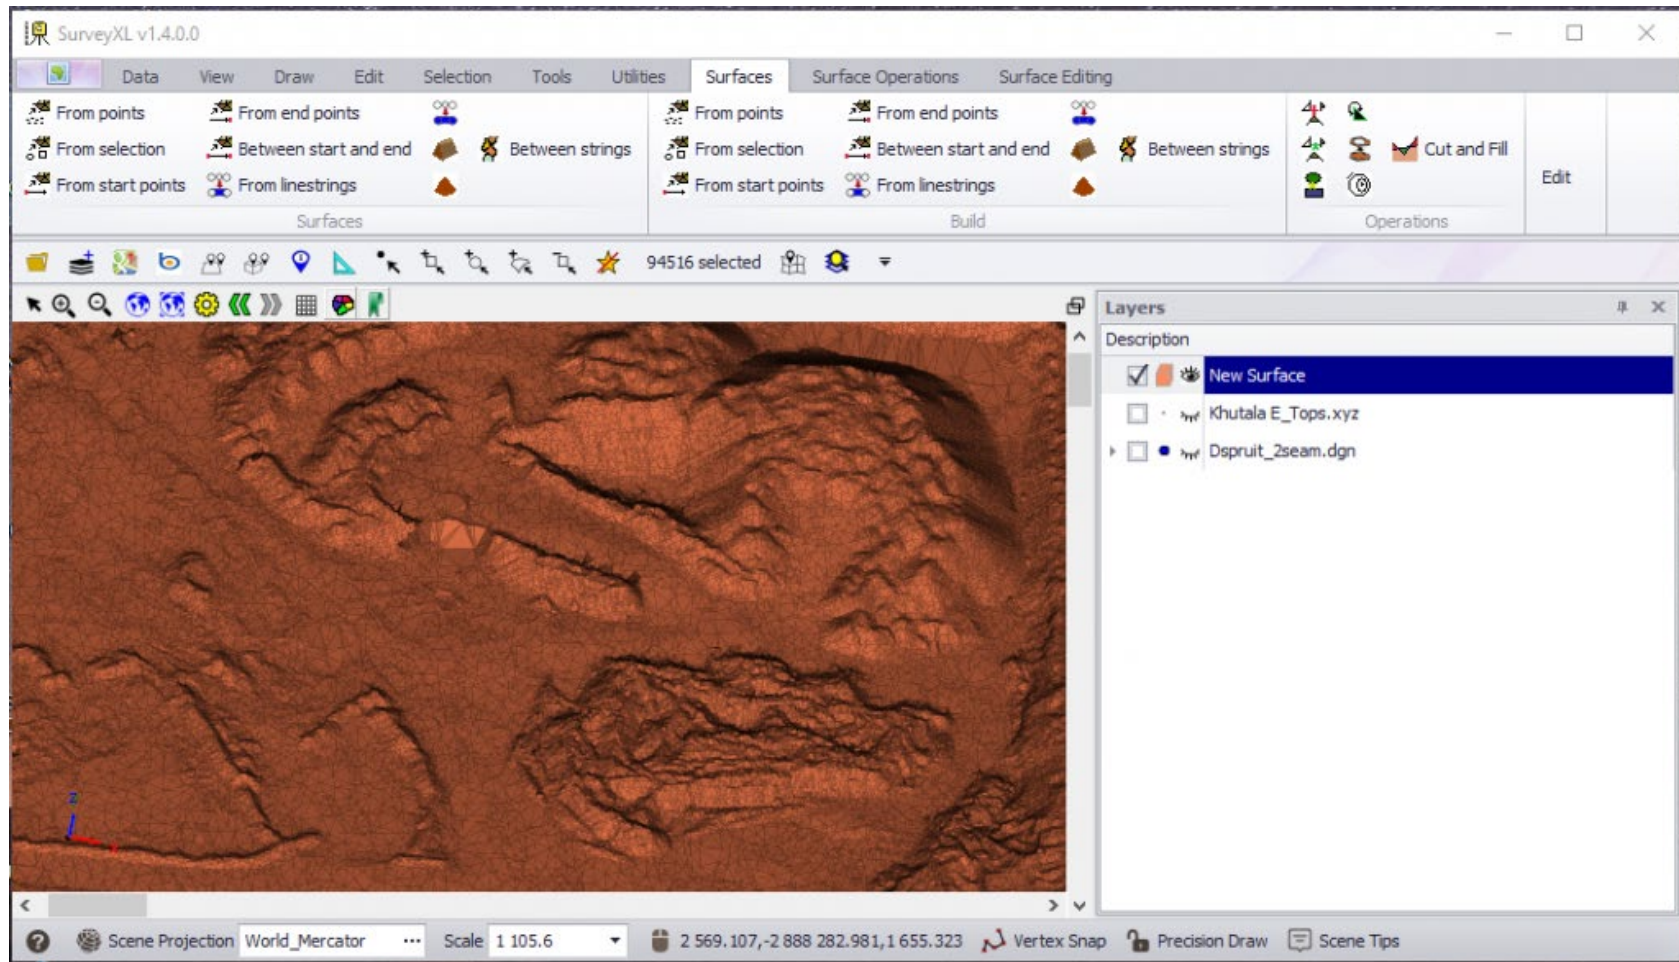 SurveyXL v1.4.0.0
Data View Draw Edit Selection Tools Utilities Surfaces Surface Operations Surface Editing
From points From end points From points From end points
From selection Between start and end Between strings From selection Between start and end Between strings Cut and Fill
From start points From linestrings From start points From linestrings Edit
Surfaces Build Operations
94516 selected
Layers
Description
New Surface
Khutala E_Tops.xyz
Dspruit_2seam.dgn
z
Scene Projection World_Mercator ... Scale 1 105.6 2 569.107,-2 888 282.981,1 655.323 Vertex Snap Precision Draw Scene Tips